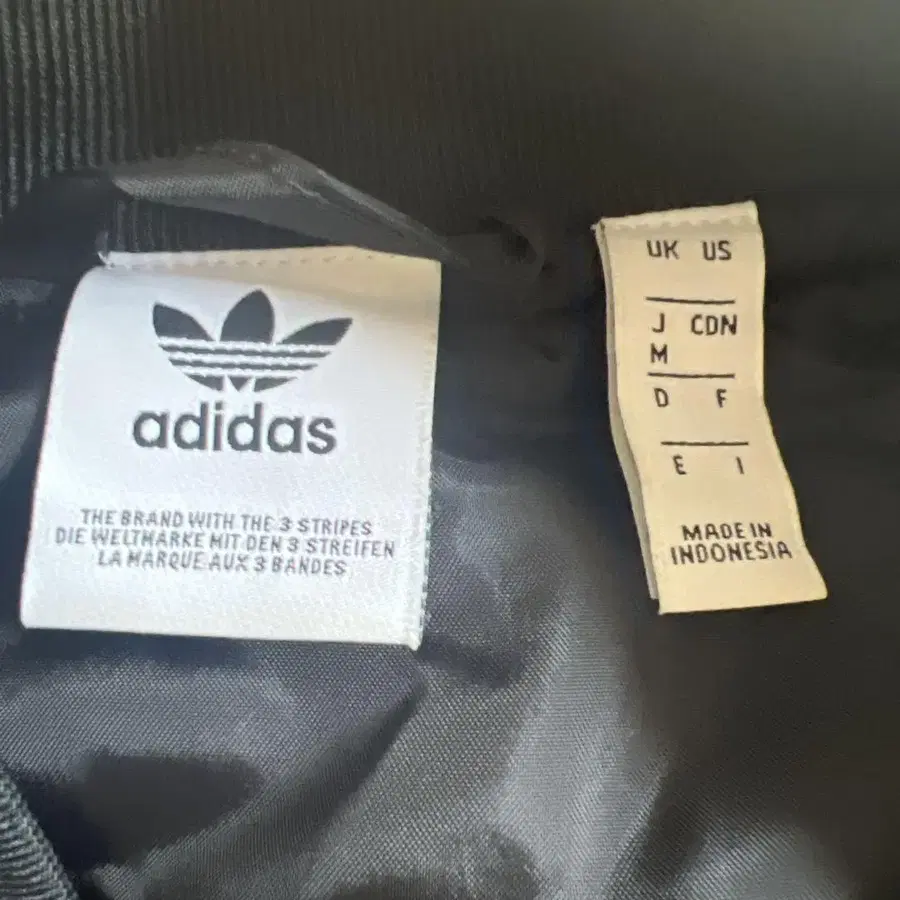 adidas
THE BRAND WITH THE 3 STRIPES
DIE WELTMARKE MIT DEN 3 STREIFEN
LA MARQUE AUX 3 BANDES
UK US
J CDN
M
D F
E I
MADE IN
INDONESIA